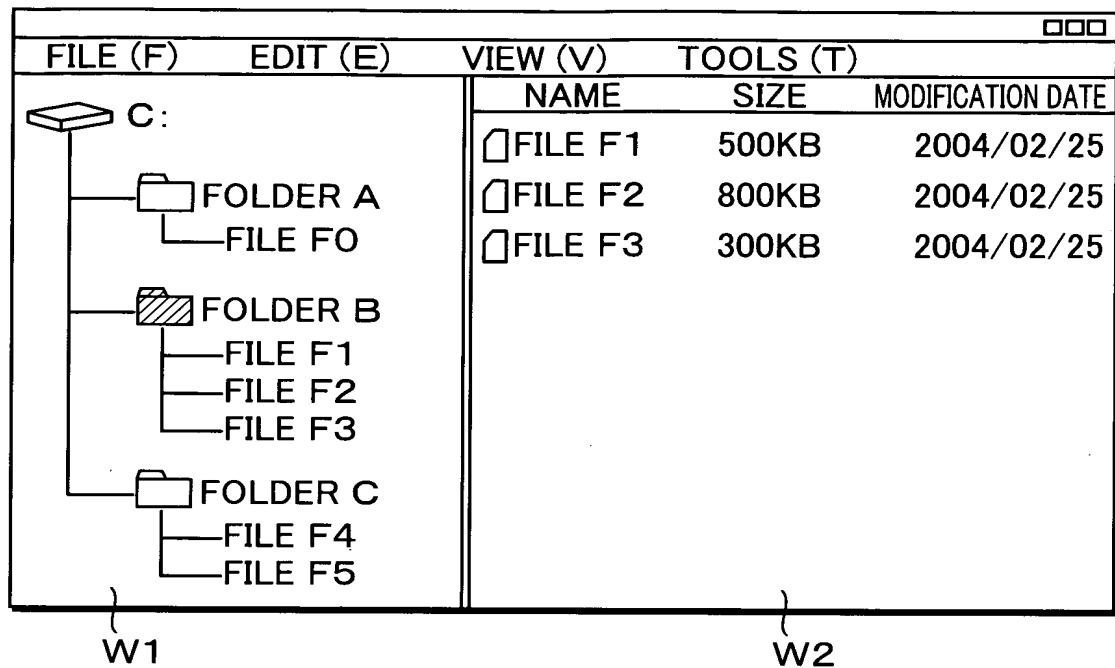 FILE (F) EDIT (E) VIEW (V) TOOLS (T)
C:
FOLDER A
FILE F0
FOLDER B
FILE F1
FILE F2
FILE F3
FOLDER C
FILE F4
FILE F5
NAME SIZE MODIFICATION DATE
FILE F1 500KB 2004/02/25
FILE F2 800KB 2004/02/25
FILE F3 300KB 2004/02/25
W1 W2